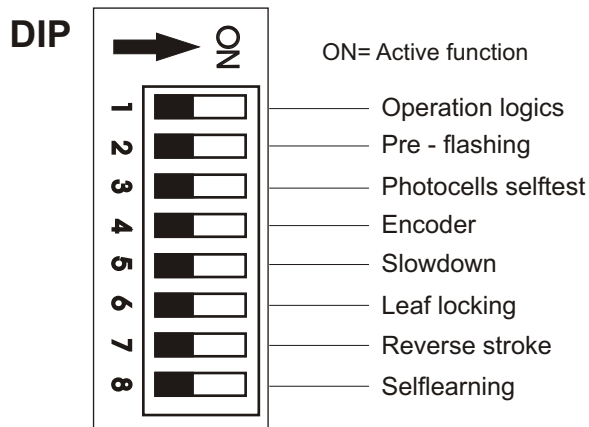 DIP
ON
ON= Active function
1 Operation logics
2 Pre - flashing
3 Photocells selftest
4 Encoder
5 Slowdown
6 Leaf locking
7 Reverse stroke
8 Selflearning